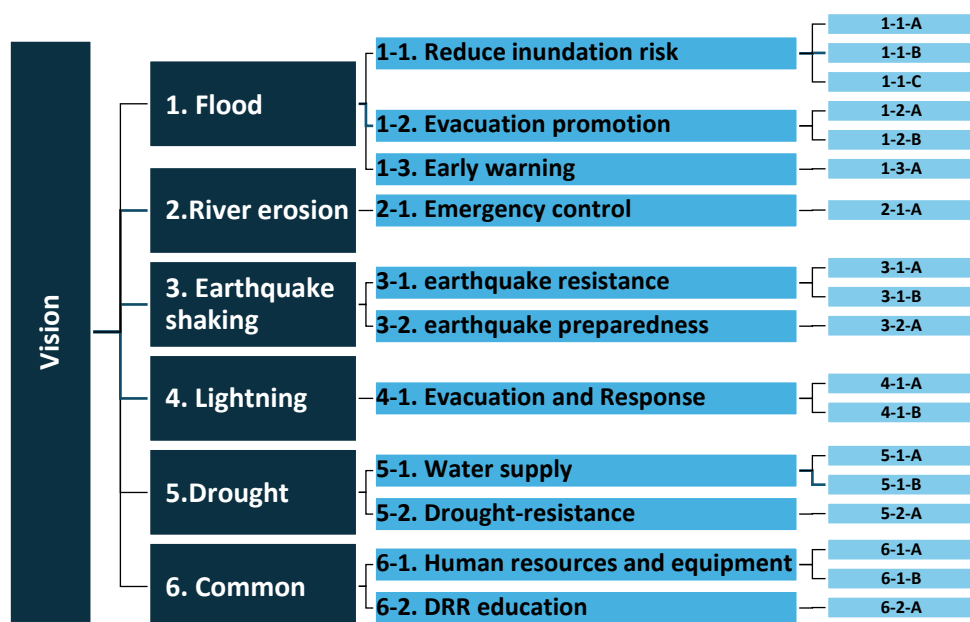 Vision
1. Flood
1-1. Reduce inundation risk
1-1-A
1-1-B
1-1-C
1-2. Evacuation promotion
1-2-A
1-2-B
1-3. Early warning
1-3-A
2.River erosion
2-1. Emergency control
2-1-A
3. Earthquake
shaking
3-1. earthquake resistance
3-1-A
3-1-B
3-2. earthquake preparedness
3-2-A
4. Lightning
4-1. Evacuation and Response
4-1-A
4-1-B
5.Drought
5-1. Water supply
5-1-A
5-1-B
5-2. Drought-resistance
5-2-A
6. Common
6-1. Human resources and equipment
6-1-A
6-1-B
6-2. DRR education
6-2-A